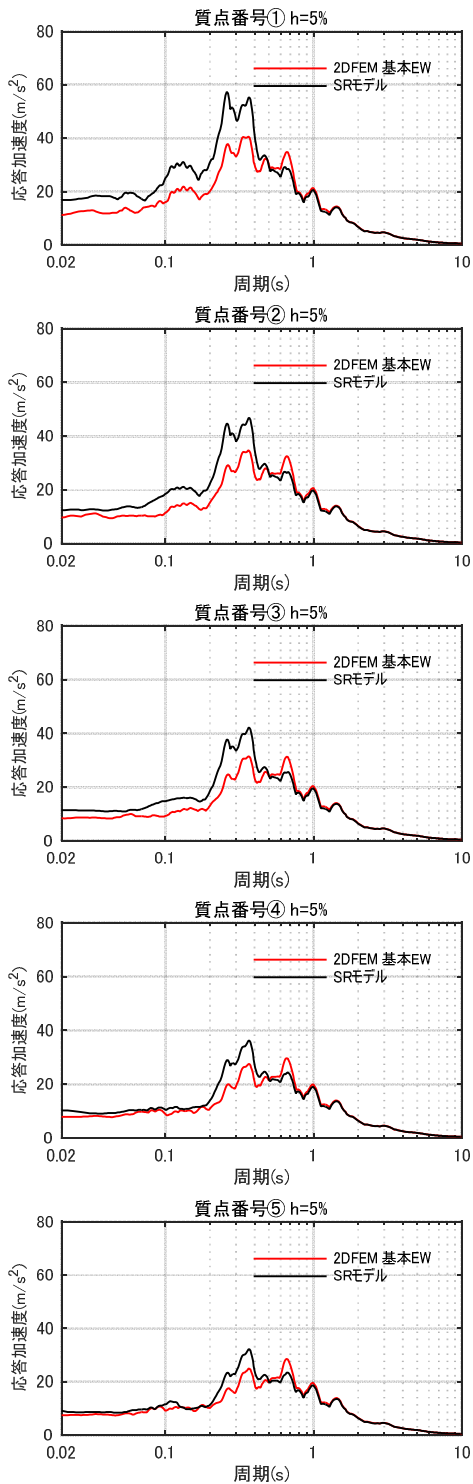 質点番号① h=5%
80
2DFEM 基本EW
SRモデル
60
40
20
0
応答加速度(m/s²)
0.02 0.1 1 10
周期(s)
質点番号② h=5%
80
2DFEM 基本EW
SRモデル
60
40
20
0
応答加速度(m/s²)
0.02 0.1 1 10
周期(s)
質点番号③ h=5%
80
2DFEM 基本EW
SRモデル
60
40
20
0
応答加速度(m/s²)
0.02 0.1 1 10
周期(s)
質点番号④ h=5%
80
2DFEM 基本EW
SRモデル
60
40
20
0
応答加速度(m/s²)
0.02 0.1 1 10
周期(s)
質点番号⑤ h=5%
80
2DFEM 基本EW
SRモデル
60
40
20
0
応答加速度(m/s²)
0.02 0.1 1 10
周期(s)